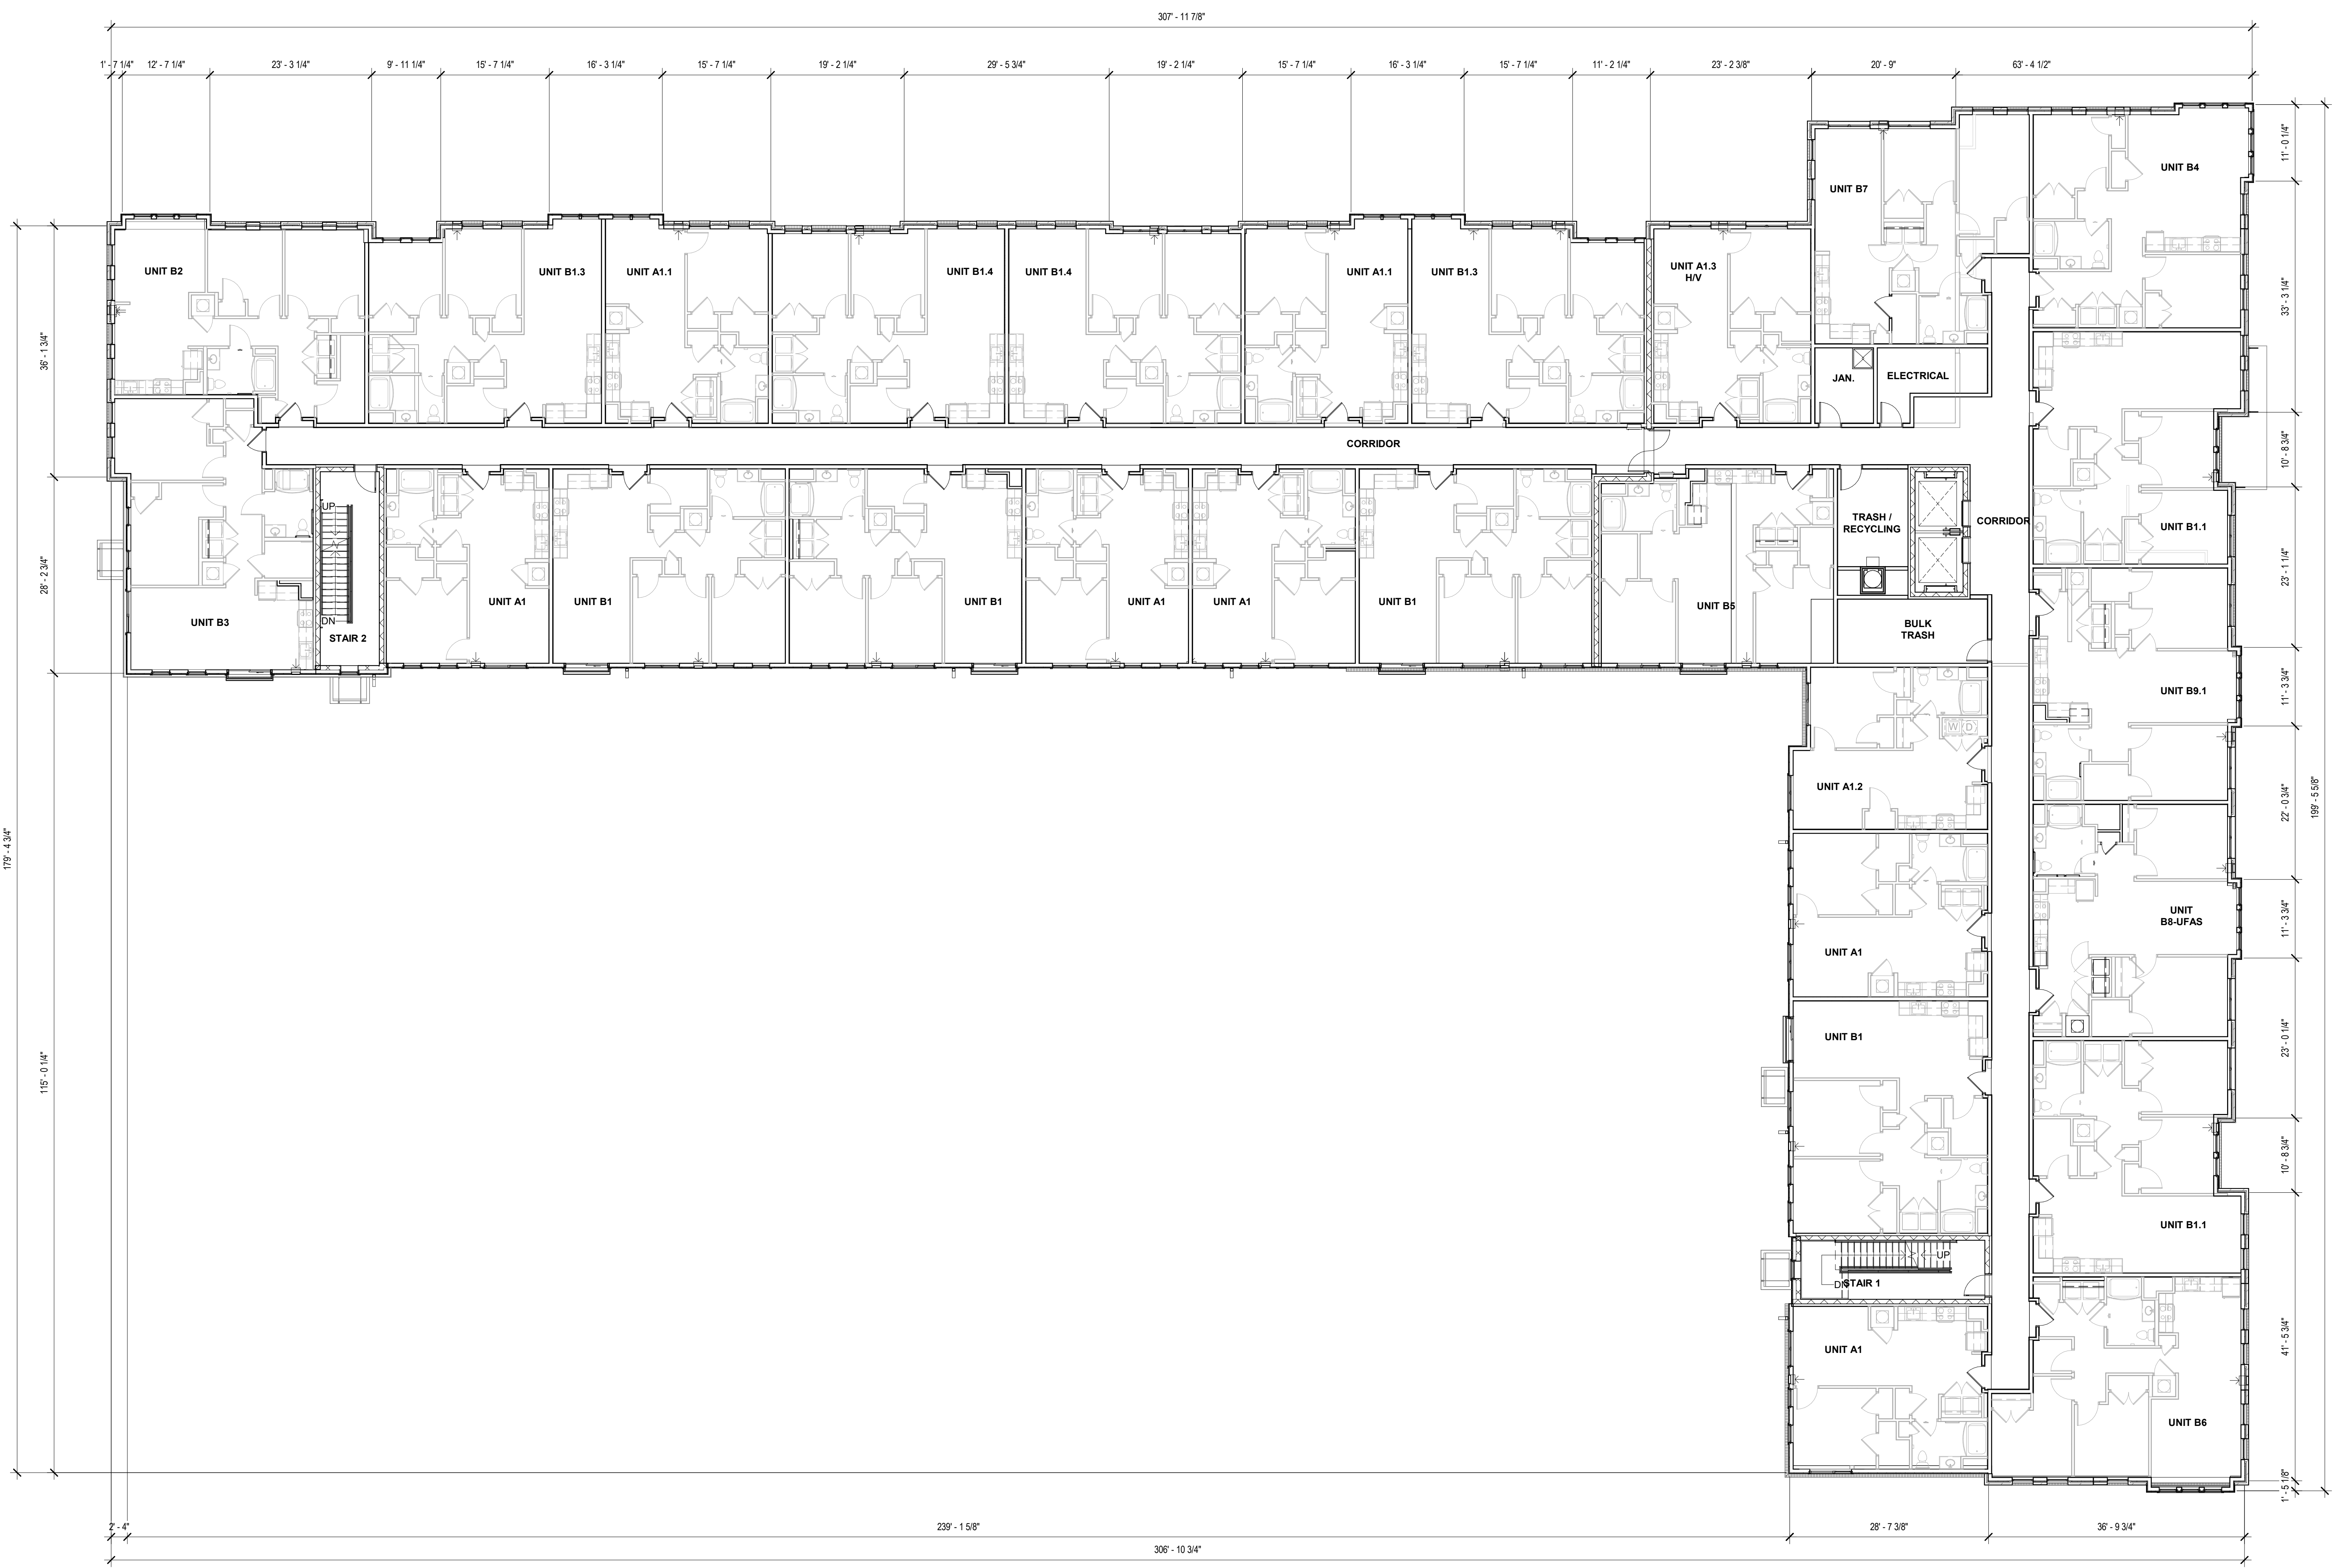 307' - 11 7/8"
1' - 7 1/4"
12' - 7 1/4"
23' - 3 1/4"
9' - 11 1/4"
15' - 7 1/4"
16' - 3 1/4"
15' - 7 1/4"
19' - 2 1/4"
29' - 5 3/4"
19' - 2 1/4"
15' - 7 1/4"
16' - 3 1/4"
15' - 7 1/4"
11' - 2 1/4"
23' - 2 3/8"
20' - 9"
63' - 4 1/2"
UNIT B2
UNIT B1.3
UNIT A1.1
UNIT B1.4
UNIT B1.4
UNIT A1.1
UNIT B1.3
UNIT A1.3
H/V
UNIT B7
UNIT B4
JAN.
ELECTRICAL
CORRIDOR
UP
DN
STAIR 2
UNIT B3
UNIT A1
UNIT B1
UNIT B1
UNIT A1
UNIT A1
UNIT B1
UNIT B5
TRASH /
RECYCLING
CORRIDOR
BULK
TRASH
UNIT B1.1
UNIT B9.1
W D
UNIT A1.2
UNIT
B8-UFAS
UNIT A1
UNIT B1
UNIT B1.1
UP
DN
STAIR 1
UNIT A1
UNIT B6
36' - 1 3/4"
28' - 2 3/4"
179' - 4 3/4"
115' - 0 1/4"
11' - 0 1/4"
33' - 3 1/4"
10' - 8 3/4"
23' - 1 1/4"
11' - 3 3/4"
22' - 0 3/4"
199' - 5 5/8"
11' - 3 3/4"
23' - 0 1/4"
10' - 8 3/4"
41' - 5 3/4"
1' - 5 1/8"
2' - 4"
239' - 1 5/8"
28' - 7 3/8"
36' - 9 3/4"
306' - 10 3/4"